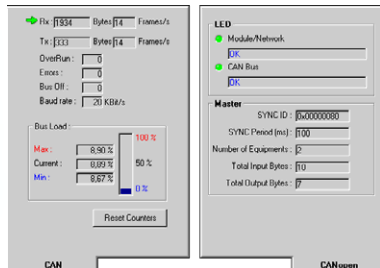 Rx : 1934 Bytes 14 Frames/s
Tx : 333 Bytes 14 Frames/s
OverRun : 0
Errors : 0
Bus Off : 0
Baud rate : 20 KBit/s
Bus Load :
100 %
Max : 8,90 %
Current : 8,89 % 50 %
Min : 8,67 %
0 %
Reset Counters
CAN
LED
Module/Network
OK
CAN Bus
OK
Master
SYNC ID : 0x00000080
SYNC Period (ms) : 100
Number of Equipments : 2
Total Input Bytes : 10
Total Output Bytes : 7
CANopen